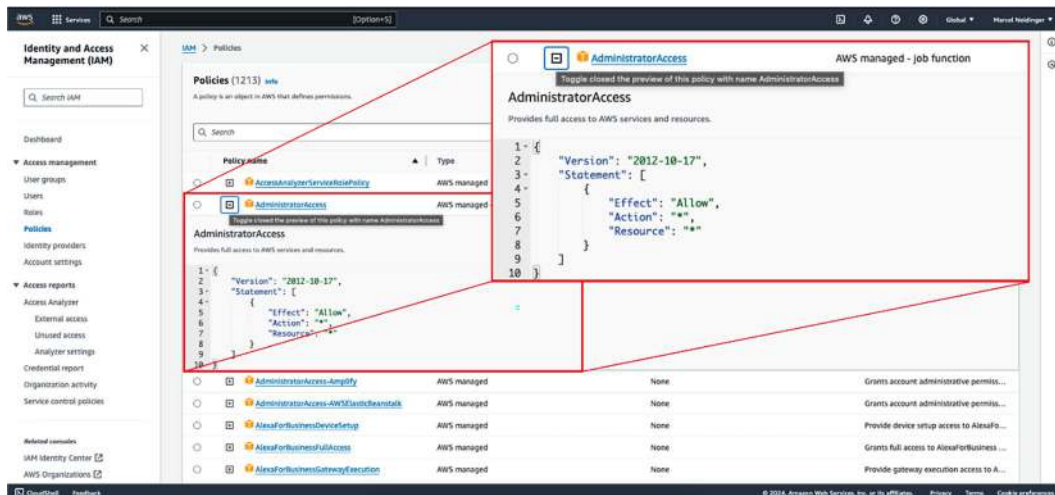 aws
Services
Search
[Option+S]
Global
Marcel Neidinger
Identity and Access Management (IAM)
Search IAM
Dashboard
Access management
User groups
Users
Roles
Policies
Identity providers
Account settings
Access reports
Access Analyzer
External access
Unused access
Analyzer settings
Credential report
Organization activity
Service control policies
Related consoles
IAM Identity Center
AWS Organizations
IAM > Policies
Policies (1213) Info
A policy is an object in AWS that defines permissions.
Search
Policy name Type
AccessAnalyzerServiceRolePolicy AWS managed
AdministratorAccess AWS managed
Toggle closed the preview of this policy with name AdministratorAccess
AdministratorAccess
Provides full access to AWS services and resources.
1 {
2 "Version": "2012-10-17",
3 "Statement": [
4 {
5 "Effect": "Allow",
6 "Action": "*",
7 "Resource": "*"
8 }
9 ]
10 }
AdministratorAccess-Amplify AWS managed None Grants account administrative permiss...
AdministratorAccess-AWSElasticBeanstalk AWS managed None Grants account administrative permiss...
AlexaForBusinessDeviceSetup AWS managed None Provide device setup access to AlexaFo...
AlexaForBusinessFullAccess AWS managed None Grants full access to AlexaForBusiness ...
AlexaForBusinessGatewayExecution AWS managed None Provide gateway execution access to A...
AdministratorAccess AWS managed - job function
Toggle closed the preview of this policy with name AdministratorAccess
AdministratorAccess
Provides full access to AWS services and resources.
1 {
2 "Version": "2012-10-17",
3 "Statement": [
4 {
5 "Effect": "Allow",
6 "Action": "*",
7 "Resource": "*"
8 }
9 ]
10 }
CloudShell Feedback
© 2024, Amazon Web Services, Inc. or its affiliates. Privacy Terms Cookie preferences